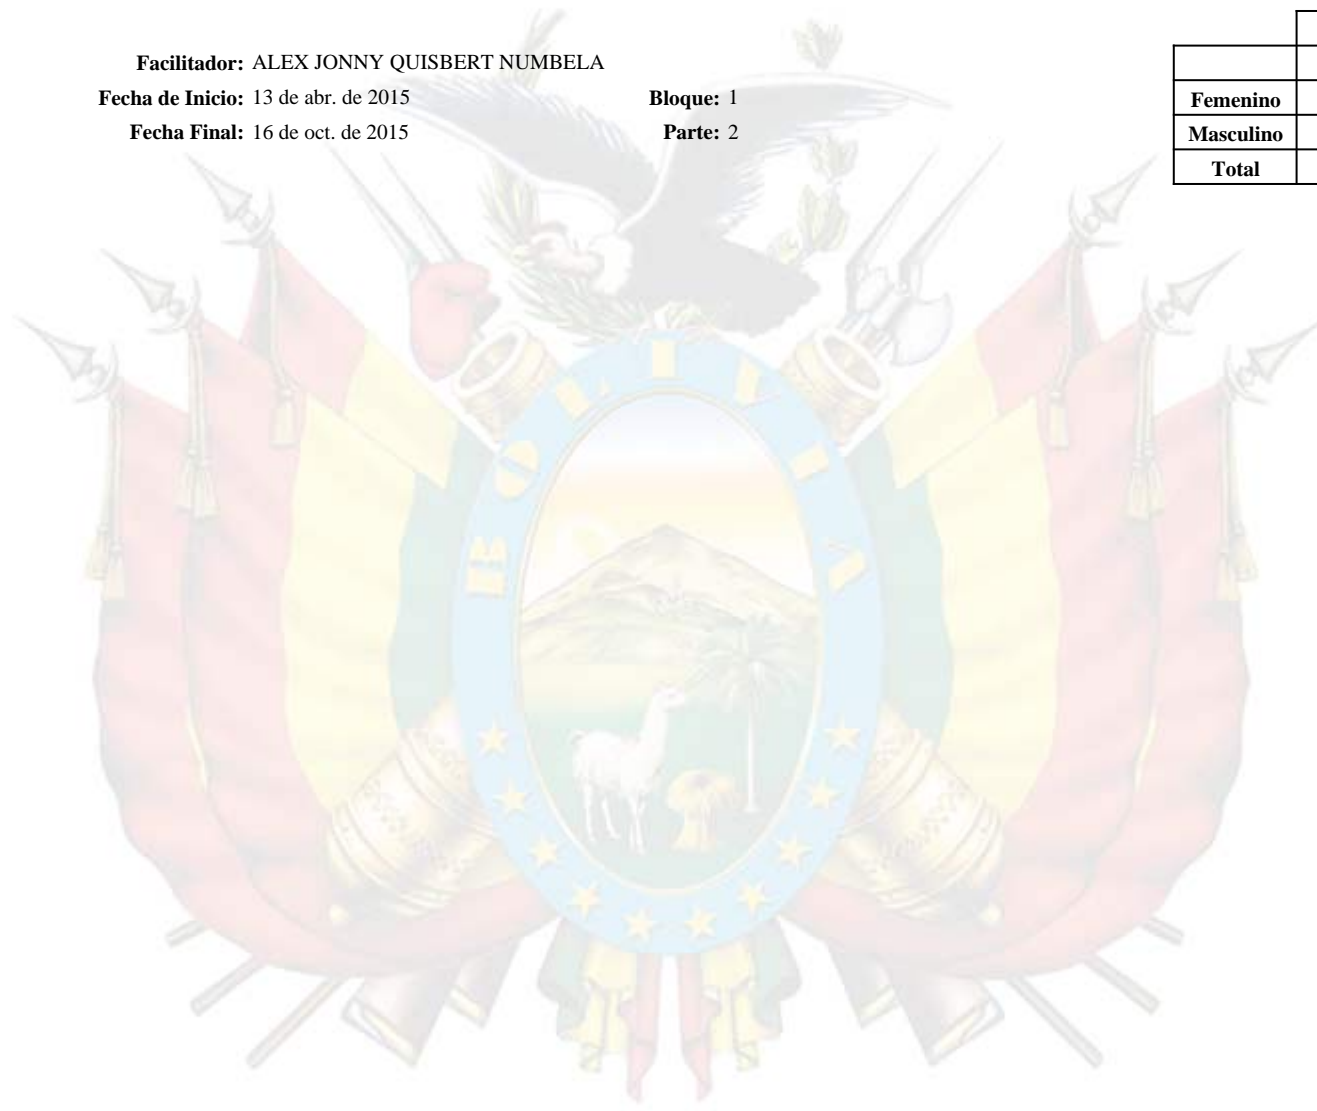 Facilitador: ALEX JONNY QUISBERT NUMBELA
Fecha de Inicio: 13 de abr. de 2015 Bloque: 1
Fecha Final: 16 de oct. de 2015 Parte: 2
Femenino
Masculino
Total
BOLIVIA